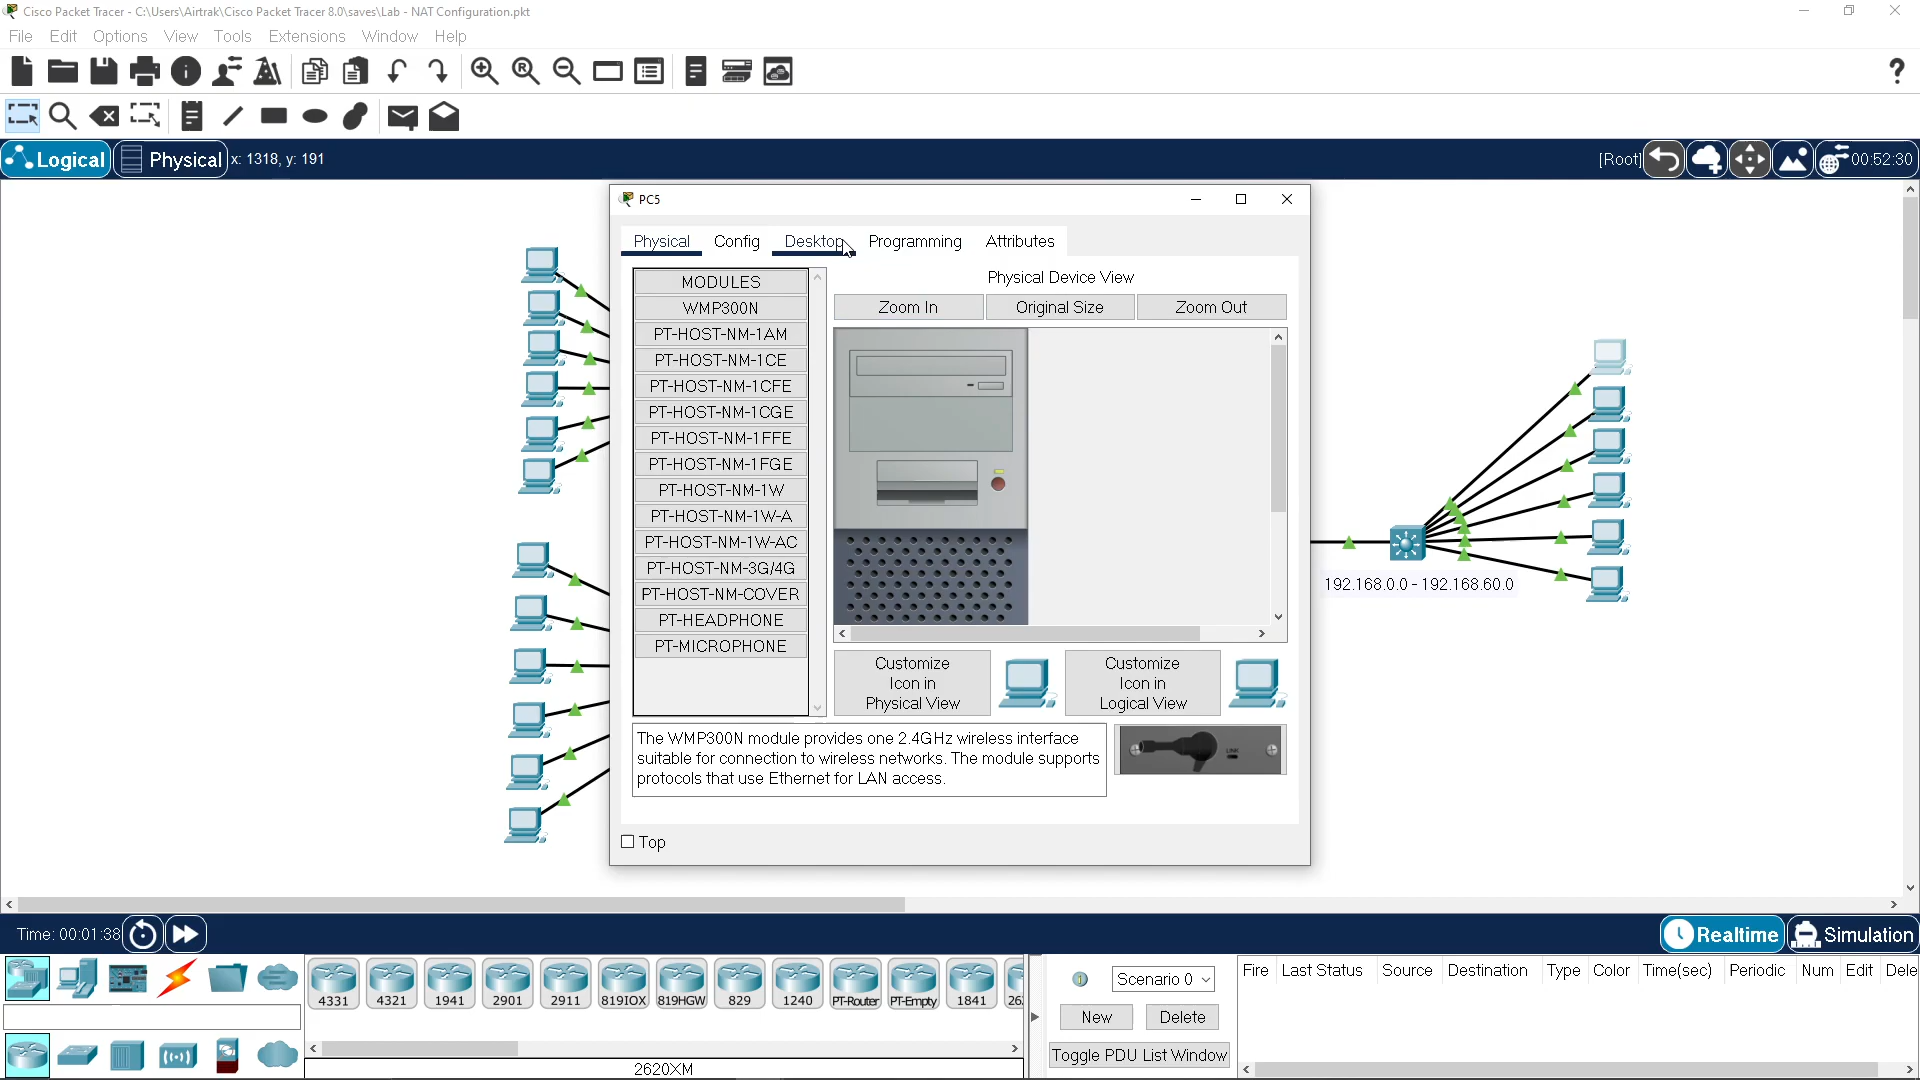 Cisco Packet Tracer - C:\Users\Airtrak\Cisco Packet Tracer 8.0\saves\Lab - NAT Configuration.pkt
File Edit Options View Tools Extensions Window Help
Logical Physical x: 1318, y: 191 [Root] 00:52:30
PC5
Physical Config Desktop Programming Attributes
MODULES
WMP300N
PT-HOST-NM-1AM
PT-HOST-NM-1CE
PT-HOST-NM-1CFE
PT-HOST-NM-1CGE
PT-HOST-NM-1FFE
PT-HOST-NM-1FGE
PT-HOST-NM-1W
PT-HOST-NM-1W-A
PT-HOST-NM-1W-AC
PT-HOST-NM-3G/4G
PT-HOST-NM-COVER
PT-HEADPHONE
PT-MICROPHONE
Physical Device View
Zoom In Original Size Zoom Out
Customize
Icon in
Physical View
Customize
Icon in
Logical View
The WMP300N module provides one 2.4GHz wireless interface
suitable for connection to wireless networks. The module supports
protocols that use Ethernet for LAN access.
LINK
Top
192.168.0.0 - 192.168.60.0
Time: 00:01:38
Realtime Simulation
4331 4321 1941 2901 2911 819IOX 819HGW 829 1240 PT-Router PT-Empty 1841 26
2620XM
Scenario 0
New Delete
Toggle PDU List Window
Fire Last Status Source Destination Type Color Time(sec) Periodic Num Edit Dele